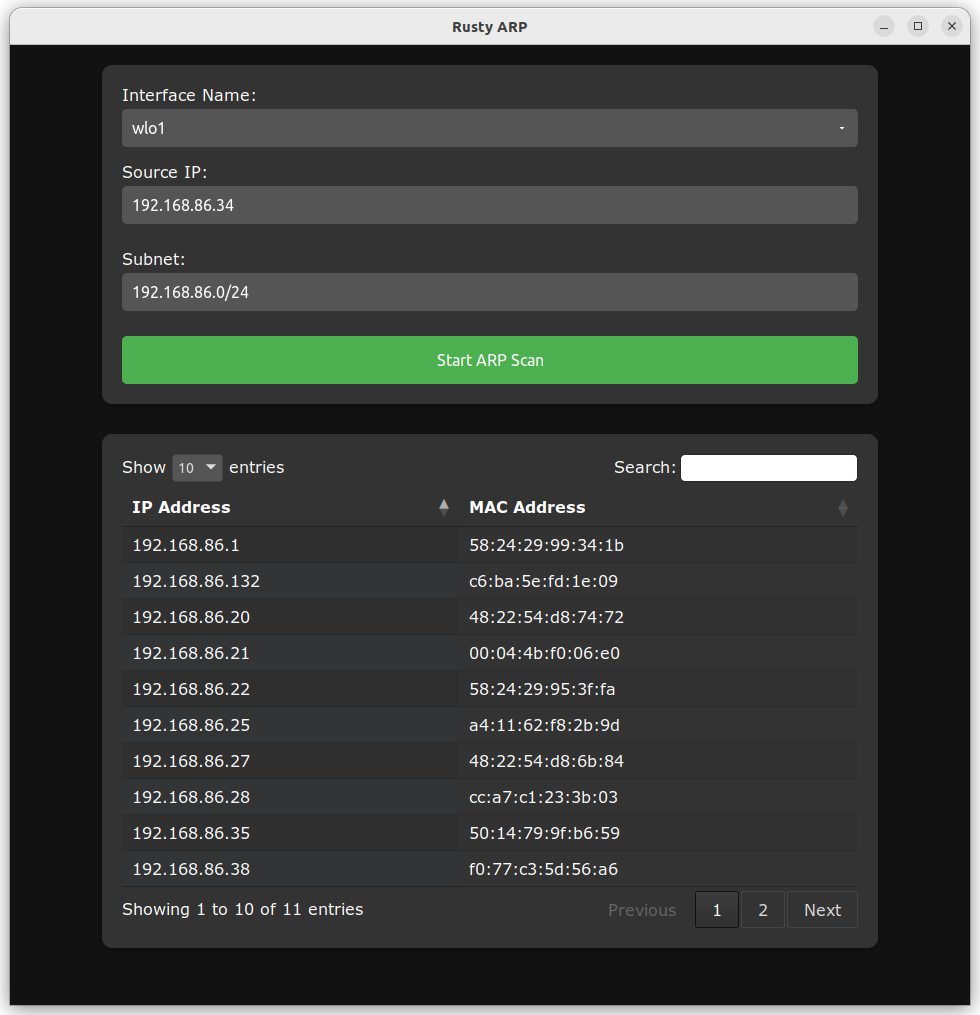 Rusty ARP
Interface Name:
wlo1
Source IP:
192.168.86.34
Subnet:
192.168.86.0/24
Start ARP Scan
Show 10 entries Search:
IP Address MAC Address
192.168.86.1 58:24:29:99:34:1b
192.168.86.132 c6:ba:5e:fd:1e:09
192.168.86.20 48:22:54:d8:74:72
192.168.86.21 00:04:4b:f0:06:e0
192.168.86.22 58:24:29:95:3f:fa
192.168.86.25 a4:11:62:f8:2b:9d
192.168.86.27 48:22:54:d8:6b:84
192.168.86.28 cc:a7:c1:23:3b:03
192.168.86.35 50:14:79:9f:b6:59
192.168.86.38 f0:77:c3:5d:56:a6
Showing 1 to 10 of 11 entries Previous 1 2 Next